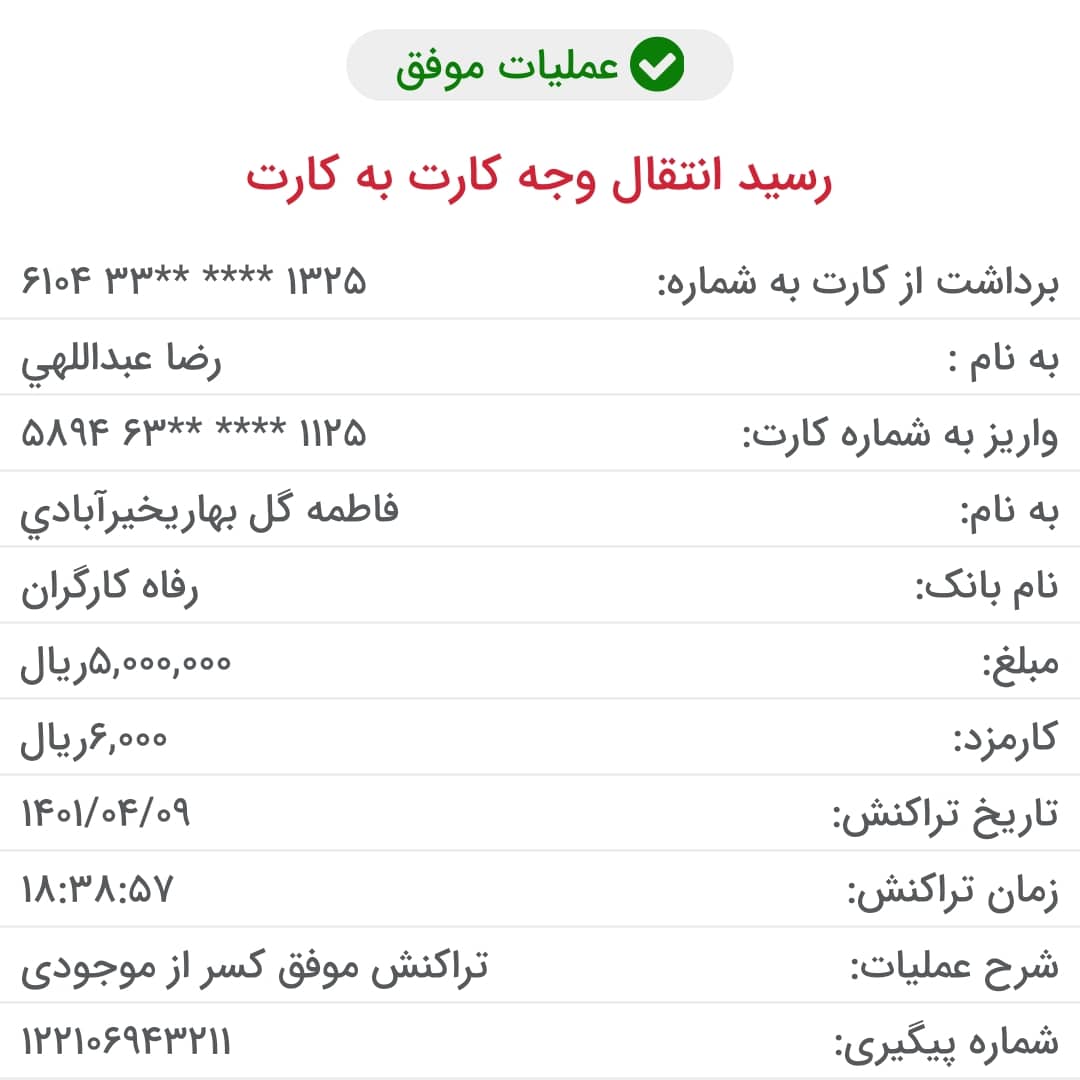 عملیات موفق
رسید انتقال وجه کارت به کارت
برداشت از کارت به شماره: ۶۱۰۴ ۳۳** **** ۱۳۲۵
به نام : رضا عبداللهي
واریز به شماره کارت: ۵۸۹۴ ۶۳** **** ۱۱۲۵
به نام: فاطمه گل بهاریخیرآبادي
نام بانک: رفاه کارگران
مبلغ: ۵,۰۰۰,۰۰۰ریال
کارمزد: ۶,۰۰۰ریال
تاریخ تراکنش: ۱۴۰۱/۰۴/۰۹
زمان تراکنش: ۱۸:۳۸:۵۷
شرح عملیات: تراکنش موفق کسر از موجودی
شماره پیگیری: ۱۲۲۱۰۶۹۴۳۲۱۱